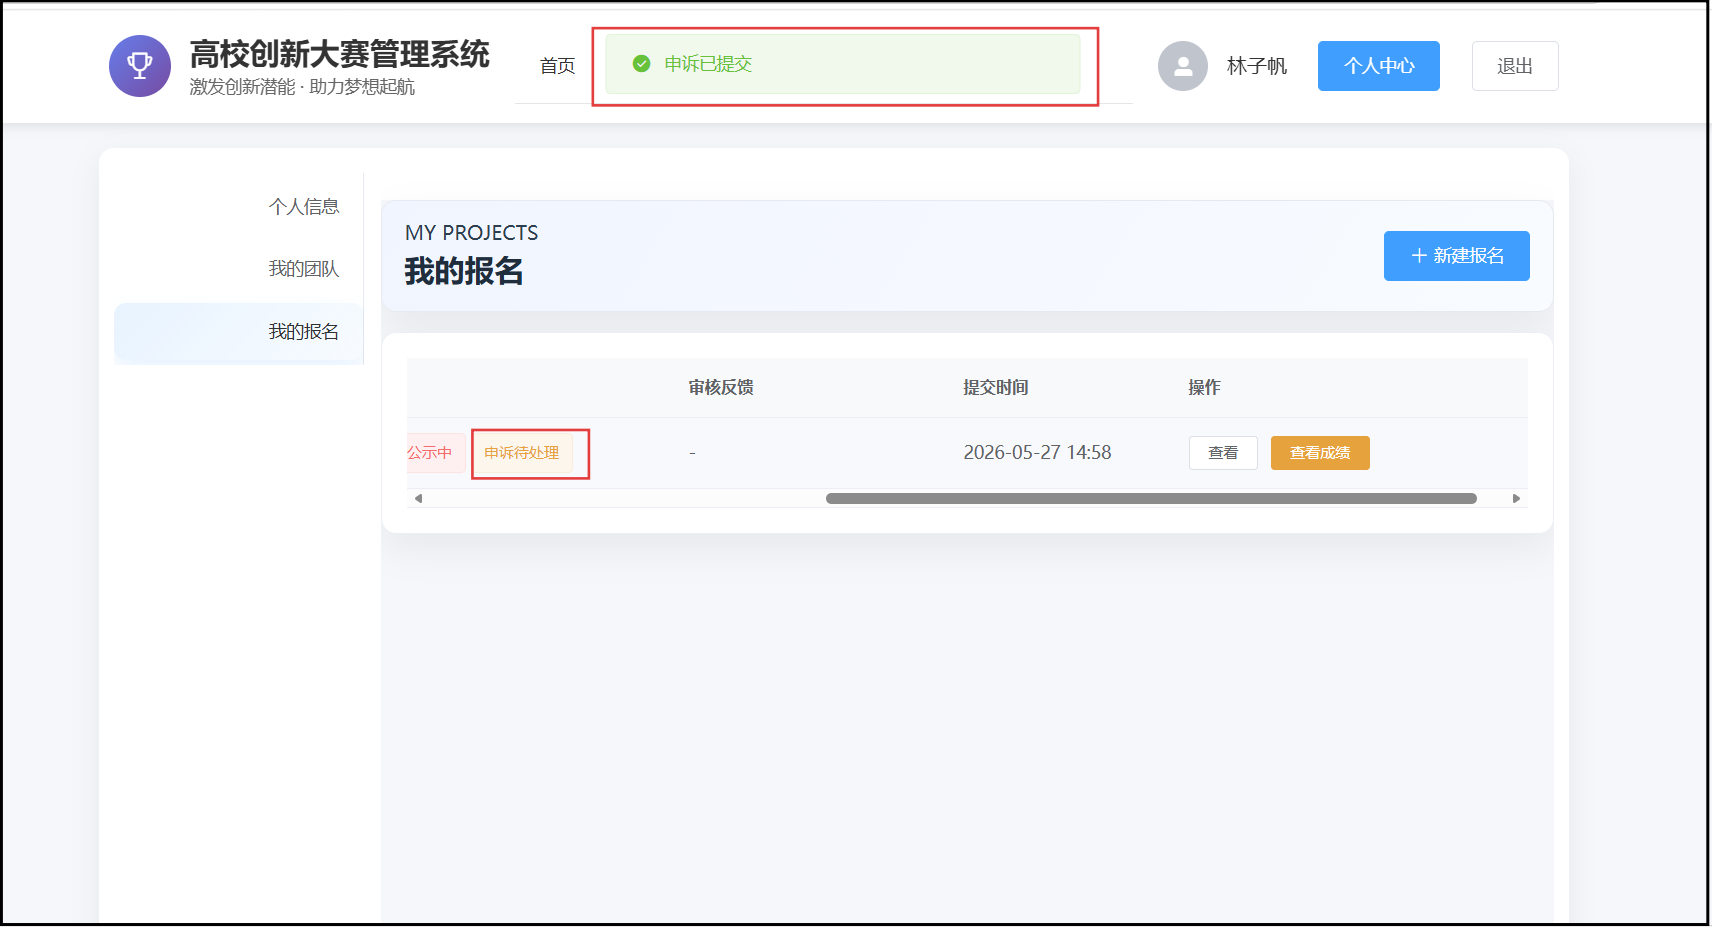 高校创新大赛管理系统
激发创新潜能 · 助力梦想起航
首页
申诉已提交
林子帆
个人中心
退出
个人信息
我的团队
我的报名
MY PROJECTS
我的报名
+ 新建报名
审核反馈 提交时间 操作
公示中 申诉待处理 - 2026-05-27 14:58 查看 查看成绩